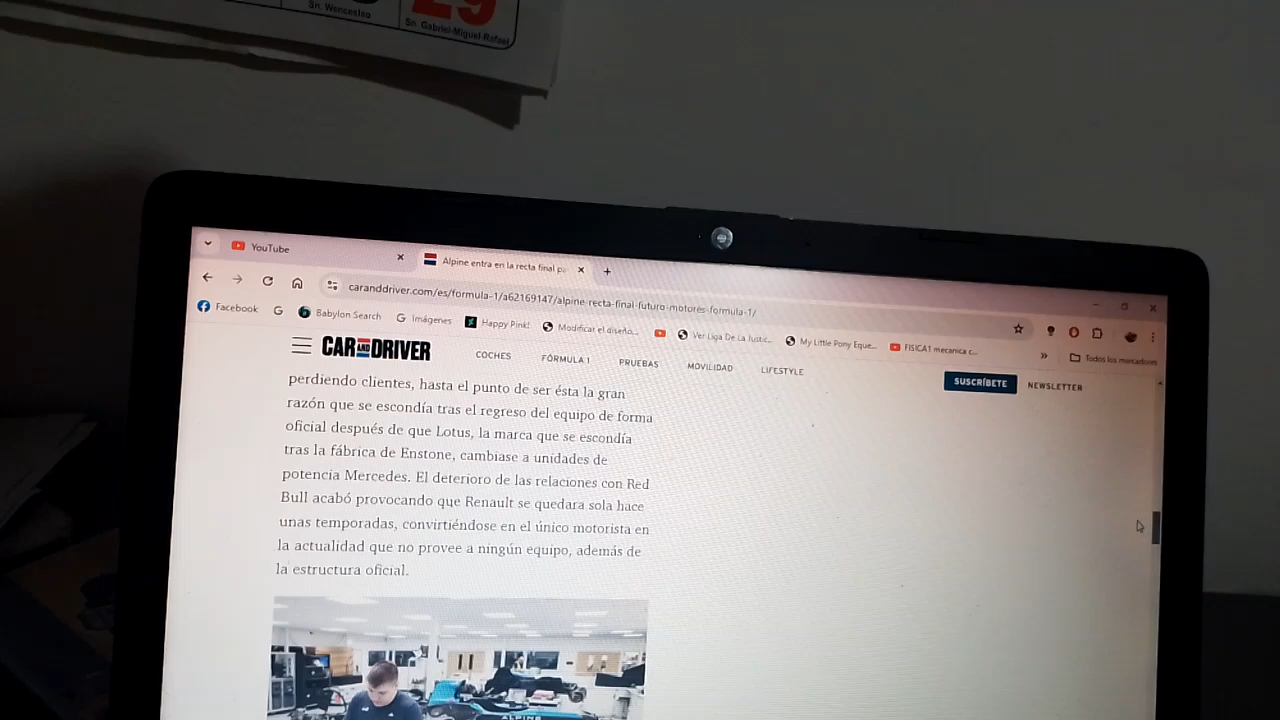 Sn. Wenceslao
29
Sn. Gabriel-Miguel-Rafael
YouTube
Alpine entra en la recta final pa
caranddriver.com/es/formula-1/a62169147/alpine-recta-final-futuro-motores-formula-1/
Facebook
Babylon Search
Imágenes
Happy Pink!
Modificar el diseño...
Ver Liga De La Justic...
My Little Pony Eque...
FISICA1 mecanica c...
Todos los marcadores
CAR AND DRIVER
COCHES
FÓRMULA 1
PRUEBAS
MOVILIDAD
LIFESTYLE
SUSCRÍBETE
NEWSLETTER
perdiendo clientes, hasta el punto de ser ésta la gran
razón que se escondía tras el regreso del equipo de forma
oficial después de que Lotus, la marca que se escondía
tras la fábrica de Enstone, cambiase a unidades de
potencia Mercedes. El deterioro de las relaciones con Red
Bull acabó provocando que Renault se quedara sola hace
unas temporadas, convirtiéndose en el único motorista en
la actualidad que no provee a ningún equipo, además de
la estructura oficial.
ALPINE